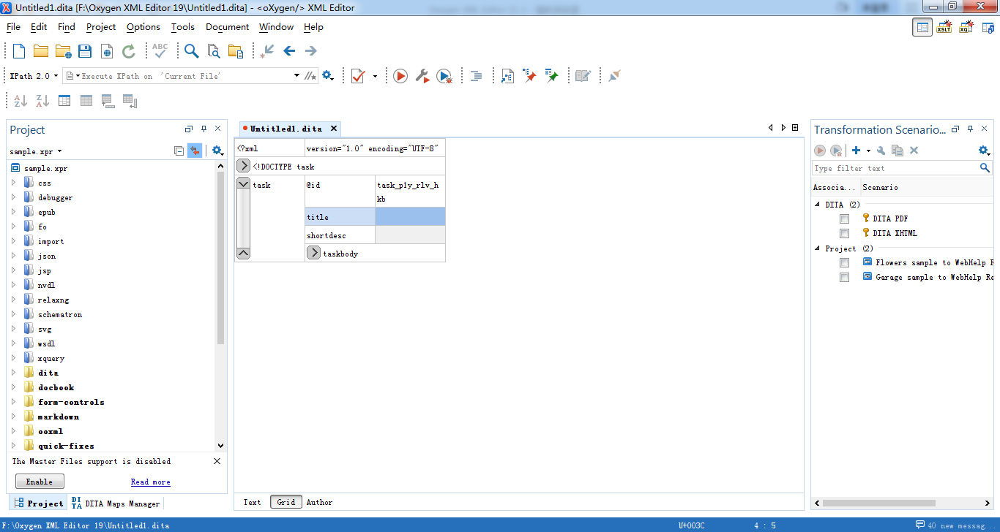 Untitled1.dita [F:\Oxygen XML Editor 19\Untitled1.dita] - <oXygen/> XML Editor
File Edit Find Project Options Tools Document Window Help
XSLT XQ
ABC
XPath 2.0 Execute XPath on 'Current File'
A Z Z A
Project
sample.xpr
sample.xpr
css
debugger
epub
fo
import
json
jsp
nvdl
relaxng
schematron
svg
wsdl
xquery
dita
docbook
form-controls
markdown
ooxml
quick-fixes
The Master Files support is disabled
Enable Read more
Project DITA DITA Maps Manager
Untitled1.dita
<?xml version="1.0" encoding="UTF-8"
<!DOCTYPE task
task @id task_p1y_rlv_h
kb
title
shortdesc
taskbody
Text Grid Author
Transformation Scenario...
Type filter text
Associa... Scenario
DITA (2)
DITA PDF
DITA XHTML
Project (2)
Flowers sample to WebHelp R
Garage sample to WebHelp Re
F:\Oxygen XML Editor 19\Untitled1.dita U+003C 4 : 5 40 new messag...